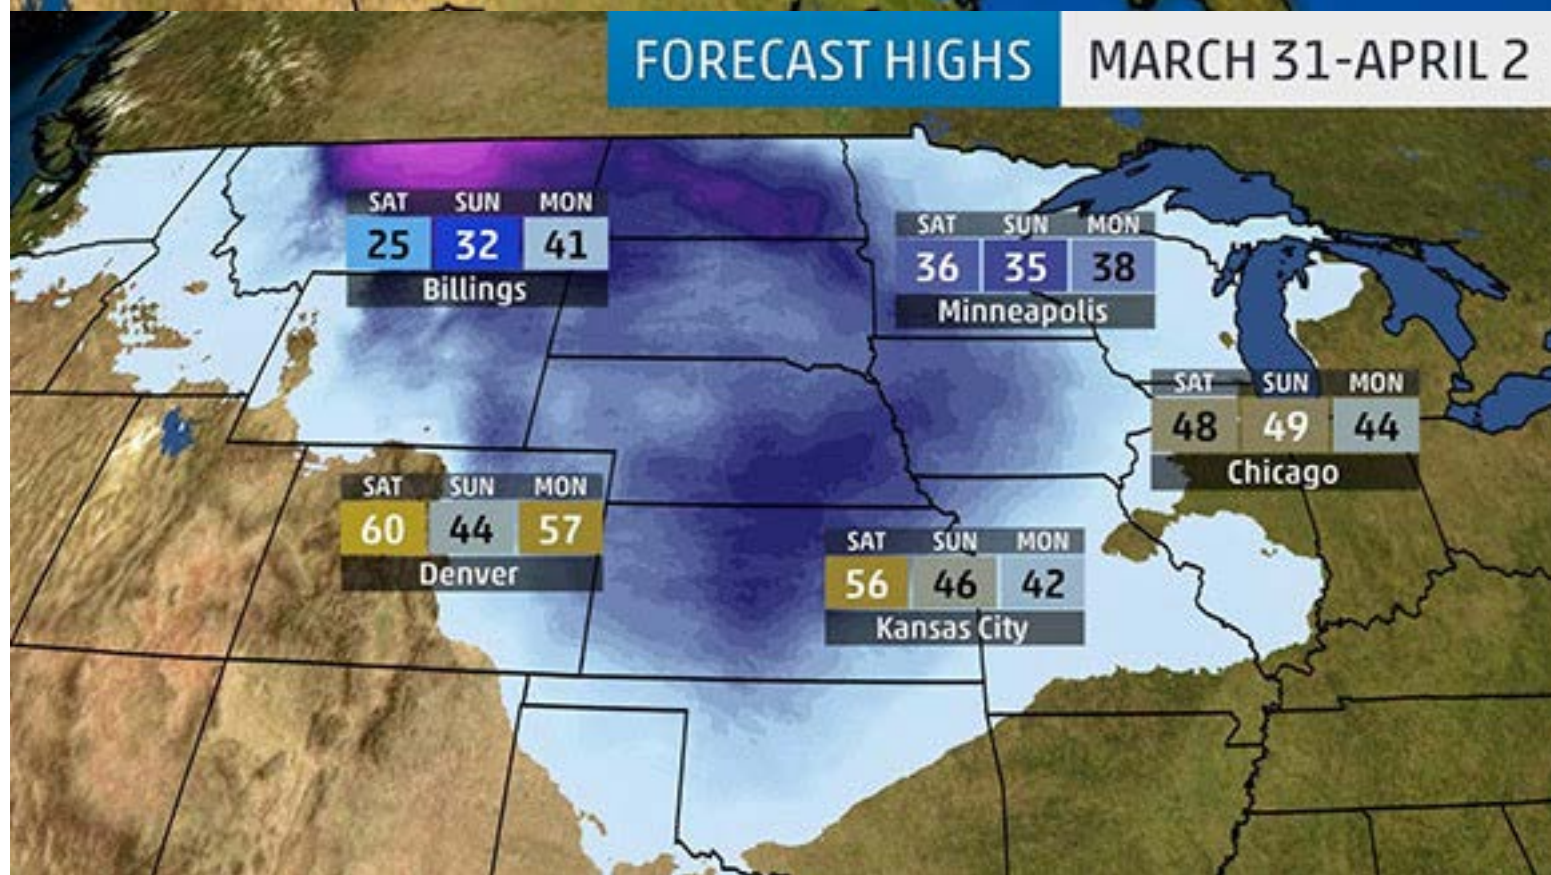 FORECAST HIGHS MARCH 31-APRIL 2
SAT SUN MON
25 32 41
Billings
SAT SUN MON
36 35 38
Minneapolis
SAT SUN MON
48 49 44
Chicago
SAT SUN MON
60 44 57
Denver
SAT SUN MON
56 46 42
Kansas City